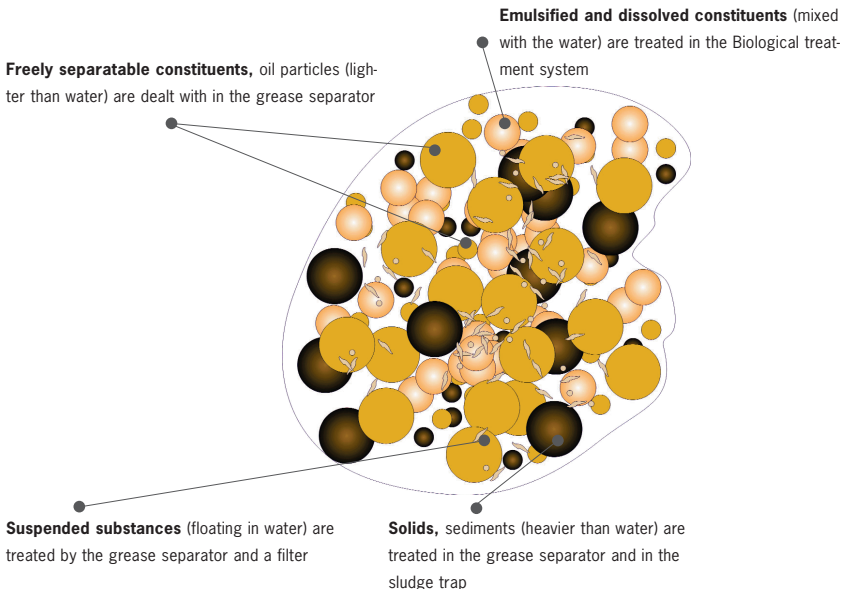 Emulsified and dissolved constituents (mixed
with the water) are treated in the Biological treat-
ment system
Freely separatable constituents, oil particles (ligh-
ter than water) are dealt with in the grease separator
Suspended substances (floating in water) are
treated by the grease separator and a filter
Solids, sediments (heavier than water) are
treated in the grease separator and in the
sludge trap